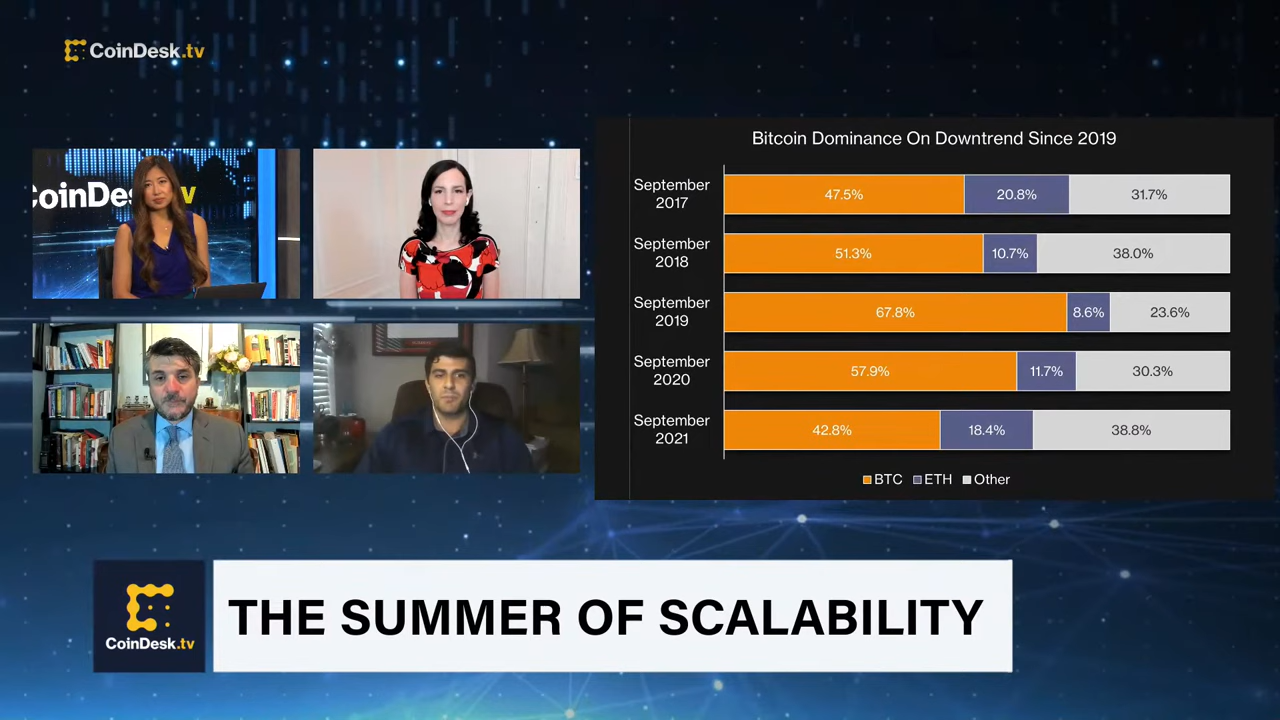 CoinDesk.tv
CoinDes.tv
Bitcoin Dominance On Downtrend Since 2019
September
2017
47.5%
20.8%
31.7%
September
2018
51.3%
10.7%
38.0%
September
2019
67.8%
8.6%
23.6%
September
2020
57.9%
11.7%
30.3%
September
2021
42.8%
18.4%
38.8%
BTC ETH Other
CoinDesk.tv
THE SUMMER OF SCALABILITY